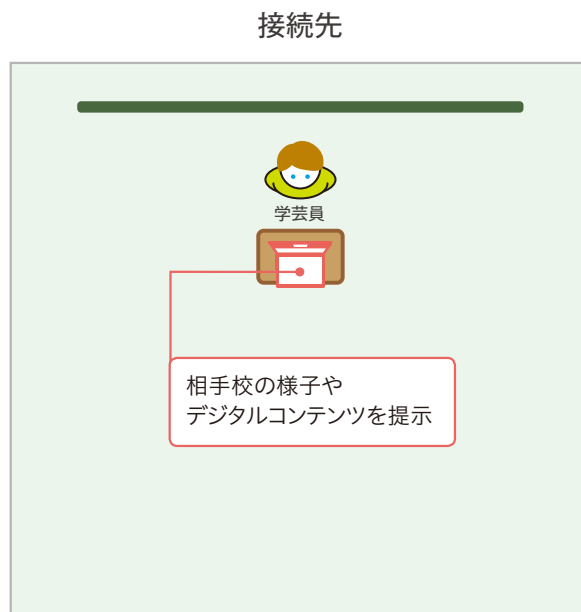 接続先
学芸員
相手校の様子や
デジタルコンテンツを提示